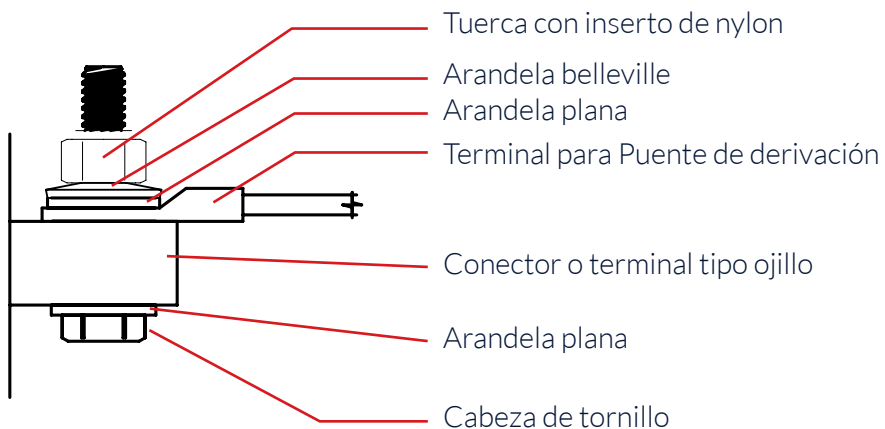 Tuerca con inserto de nylon
Arandela belleville
Arandela plana
Terminal para Puente de derivación
Conector o terminal tipo ojillo
Arandela plana
Cabeza de tornillo